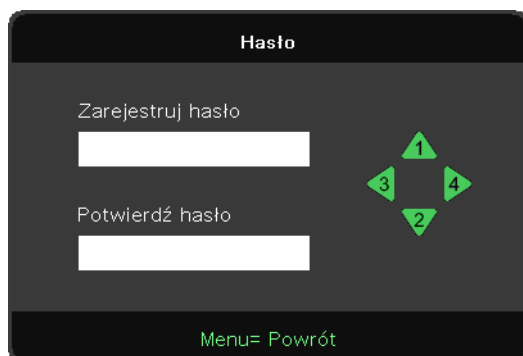 Hasło
Zarejestruj hasło
1
3 4
Potwierdź hasło
2
Menu= Powrót